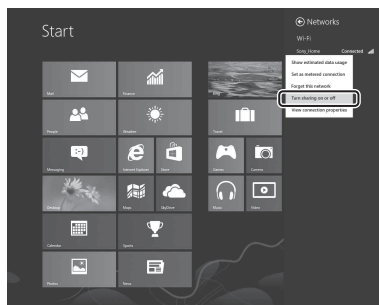 Start
Networks
Wi-Fi
Sony_Home Connected
Show estimated data usage
Set as metered connection
Forget this network
Turn sharing on or off
View connection properties
Mail
Finance
People
Weather
Travel
Messaging
Internet Explorer
Store
Games
Camera
Desktop
Maps
SkyDrive
Music
Video
Calendar
Sports
Photos
News